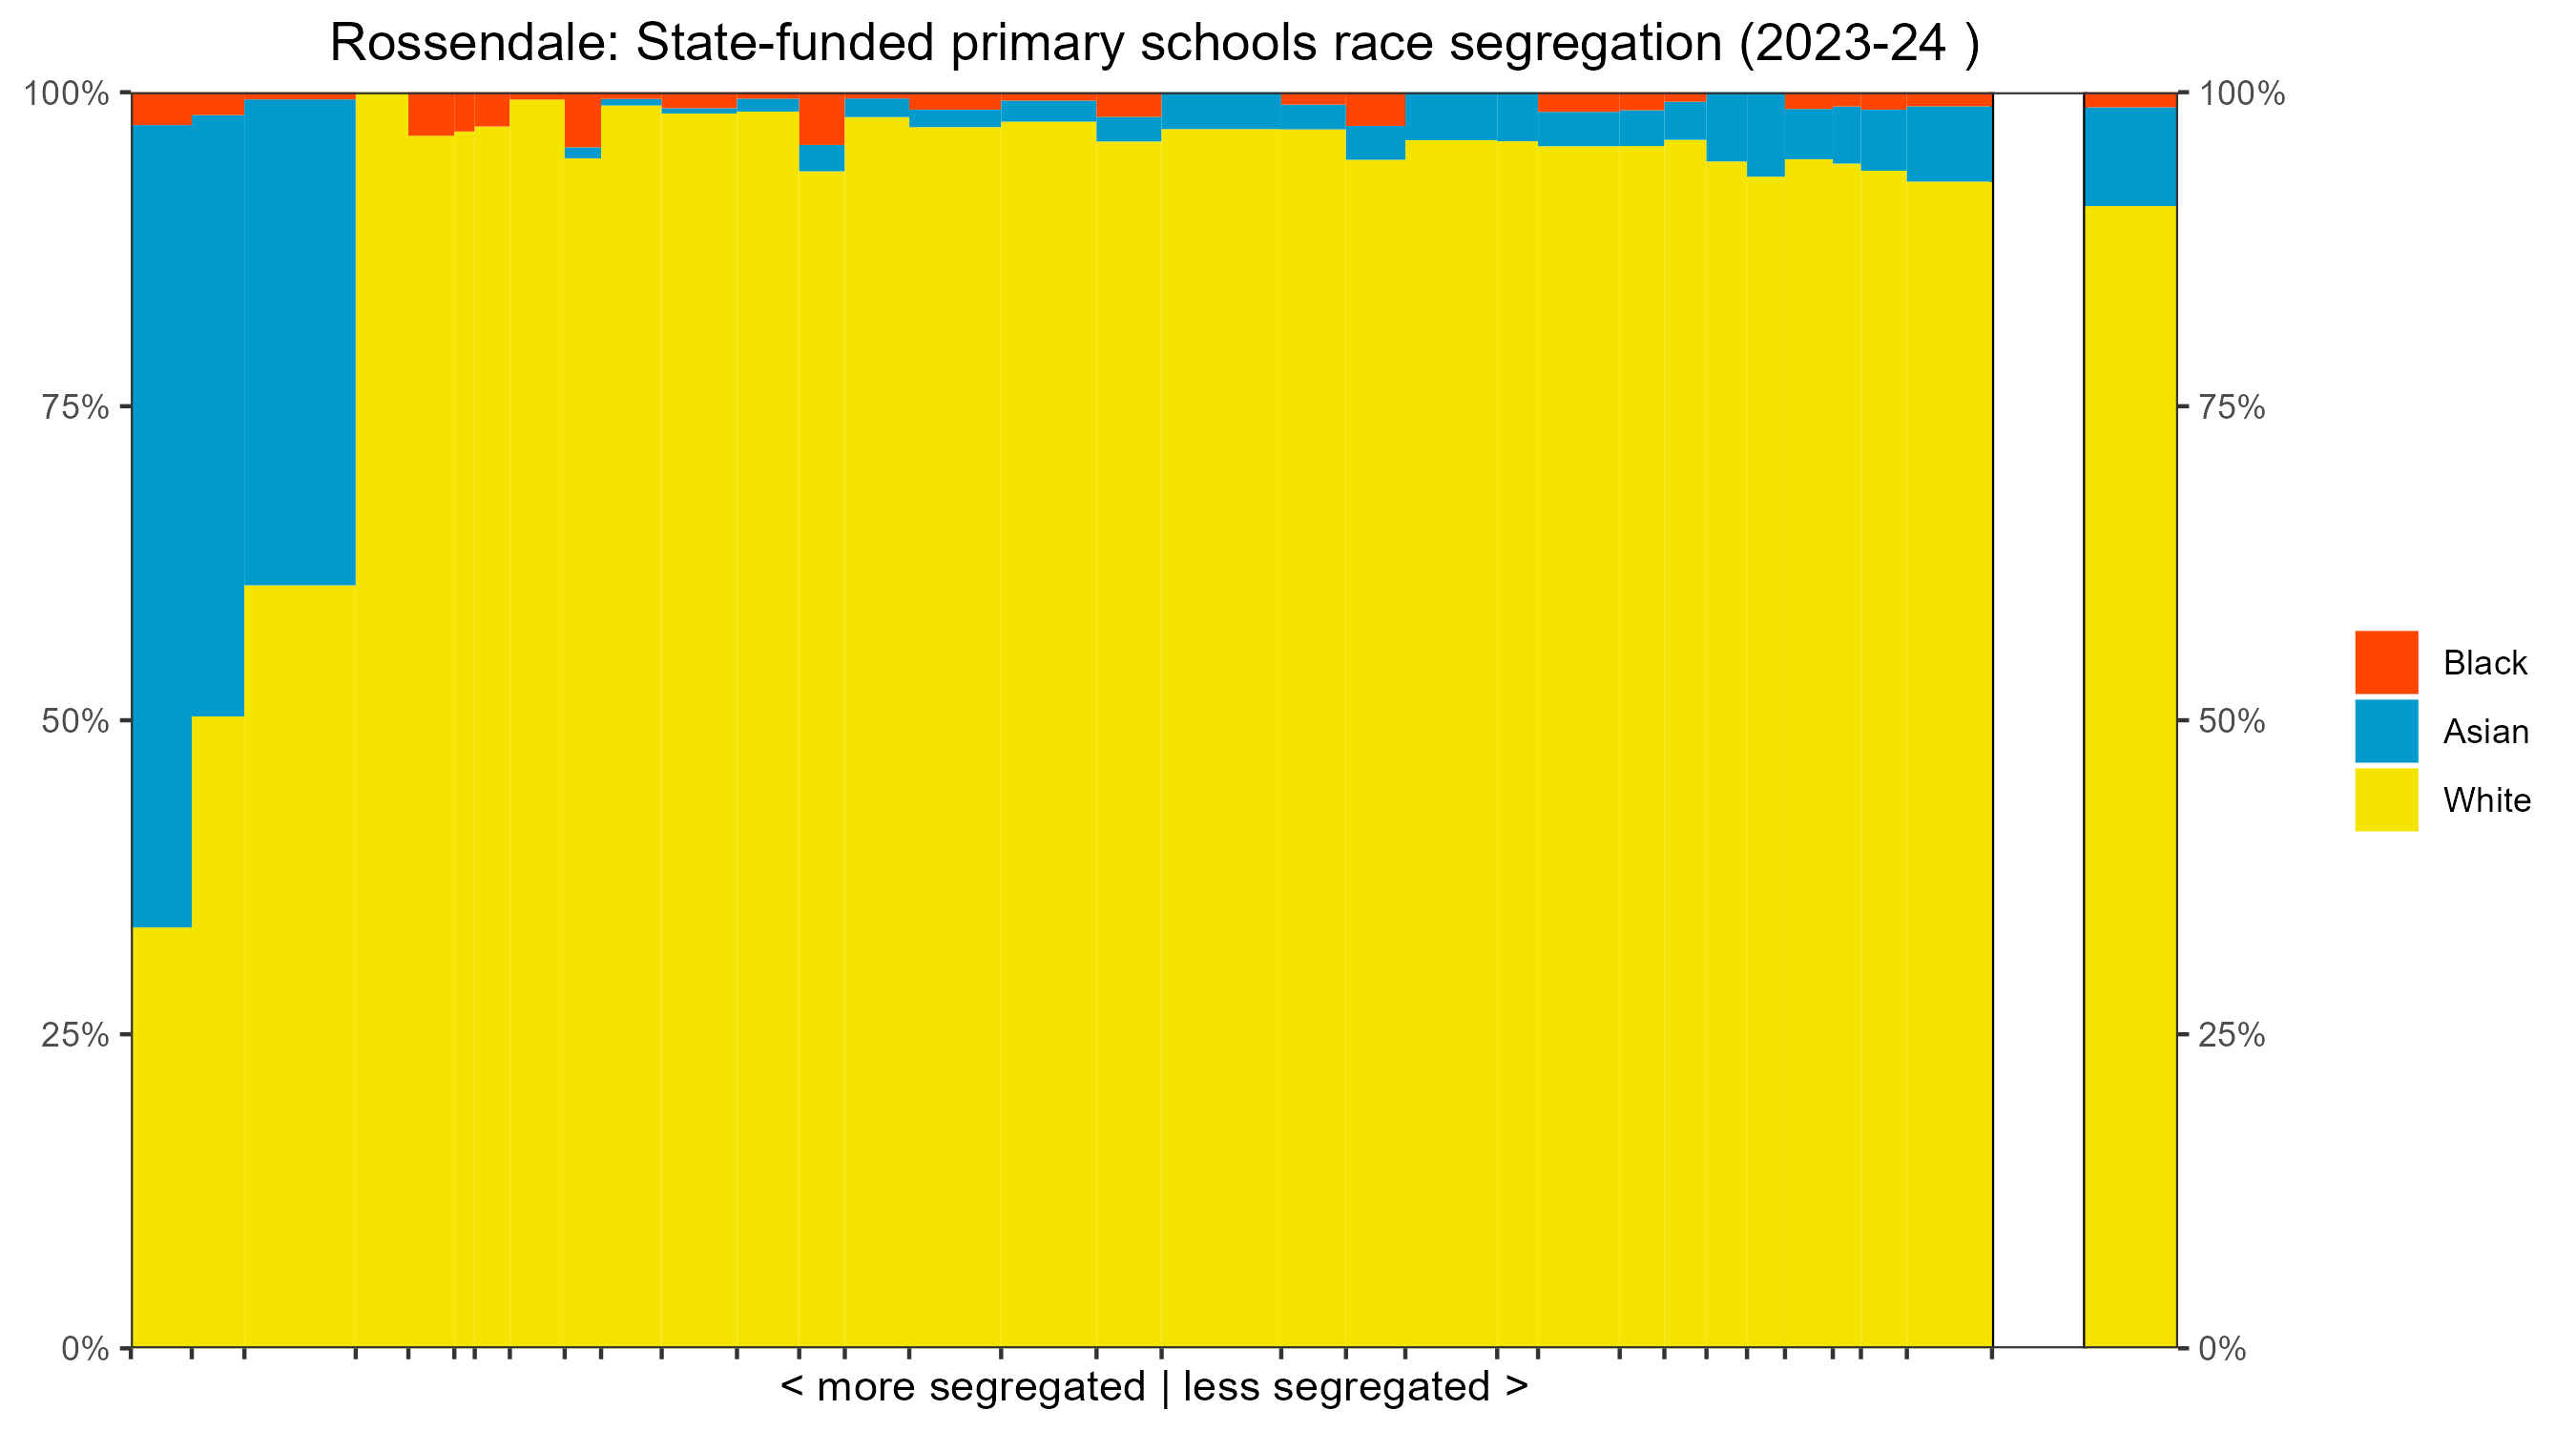 Rossendale: State-funded primary schools race segregation (2023-24 )
100%
75%
50%
25%
0%
100%
75%
50%
25%
0%
Black
Asian
White
< more segregated | less segregated >